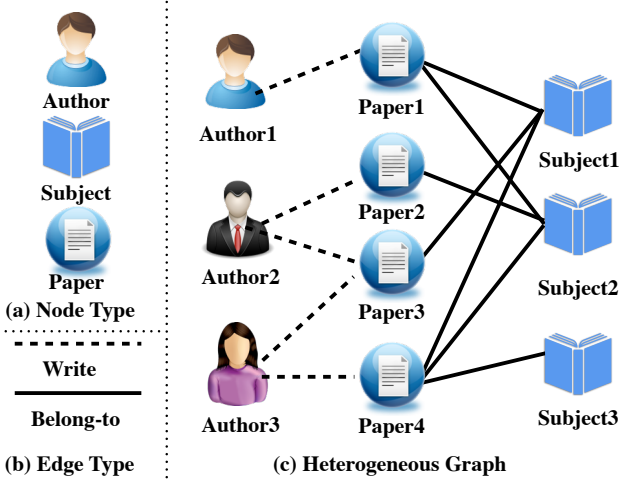 Author
Subject
Paper
(a) Node Type
Write
Belong-to
(b) Edge Type
Author1
Author2
Author3
Paper1
Paper2
Paper3
Paper4
Subject1
Subject2
Subject3
(c) Heterogeneous Graph